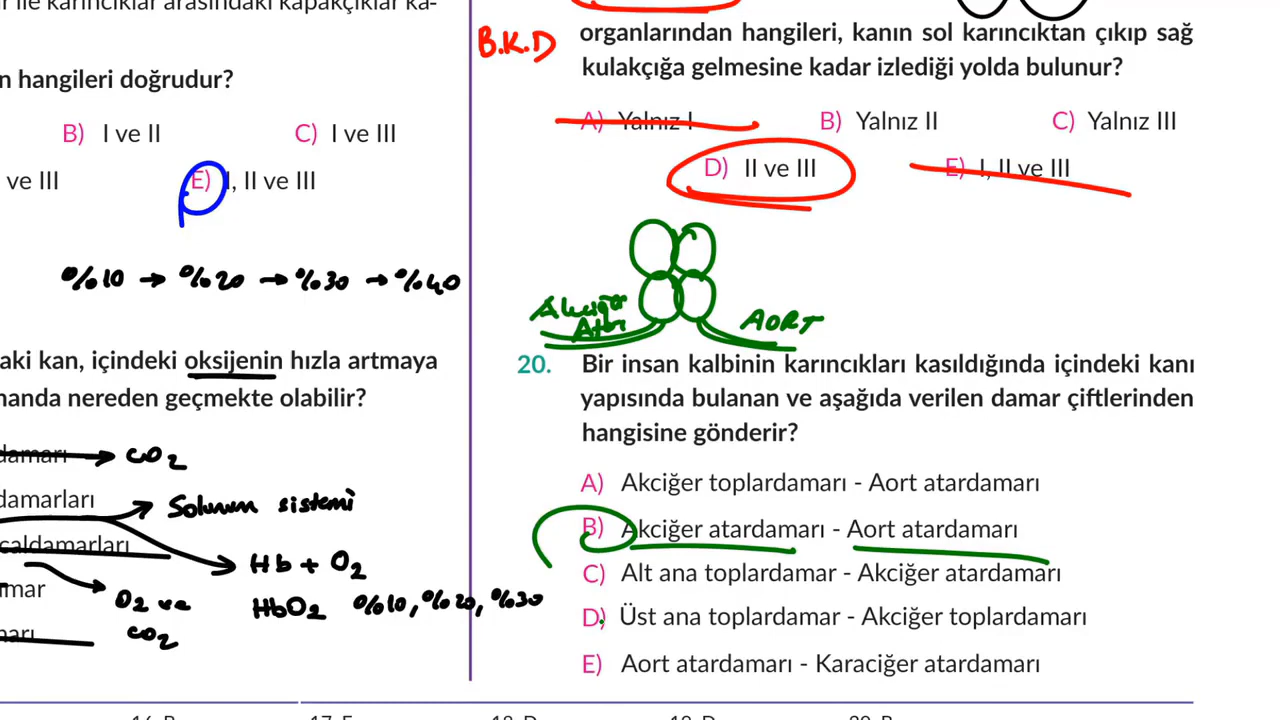 r ile karıncıklar arasındaki kapakçıklar ka-
n hangileri doğrudur?
B) I ve II
C) I ve III
ve III
E) I, II ve III
%10 → %20 → %30 → %40
aki kan, içindeki oksijenin hızla artmaya
nanda nereden geçmekte olabilir?
damarı → CO2
damarları → Solunum sistemi
caldamarları → Hb + O2
mar → O2 ve CO2
HbO2 %10, %20, %30
narı
B.K.D
organlarından hangileri, kanın sol karıncıktan çıkıp sağ
kulakçığa gelmesine kadar izlediği yolda bulunur?
A) Yalnız I
B) Yalnız II
C) Yalnız III
D) II ve III
E) I, II ve III
Akciğer
Atar
AORT
20. Bir insan kalbinin karıncıkları kasıldığında içindeki kanı
yapısında bulanan ve aşağıda verilen damar çiftlerinden
hangisine gönderir?
A) Akciğer toplardamarı - Aort atardamarı
B) Akciğer atardamarı - Aort atardamarı
C) Alt ana toplardamar - Akciğer atardamarı
D) Üst ana toplardamar - Akciğer toplardamarı
E) Aort atardamarı - Karaciğer atardamarı